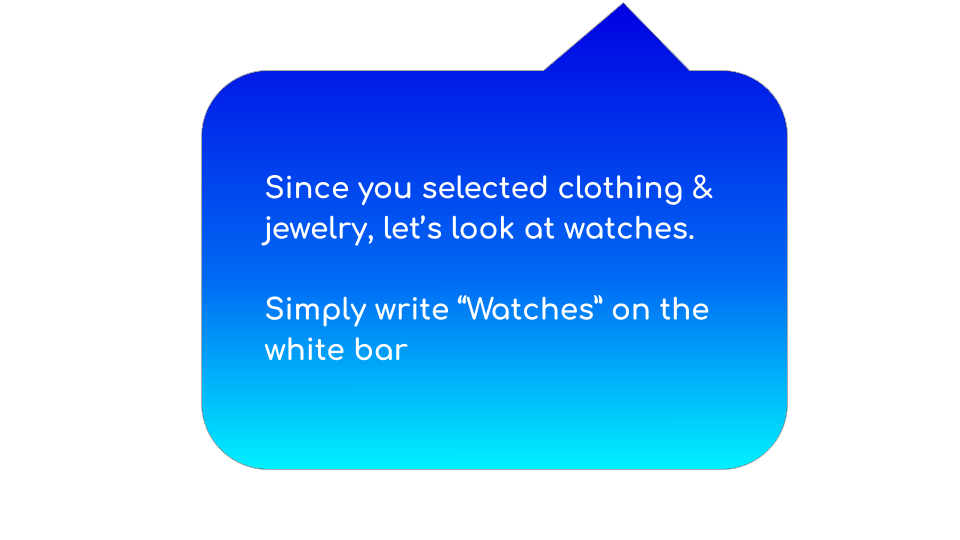 Since you selected clothing &
jewelry, let’s look at watches.
Simply write “Watches” on the
white bar